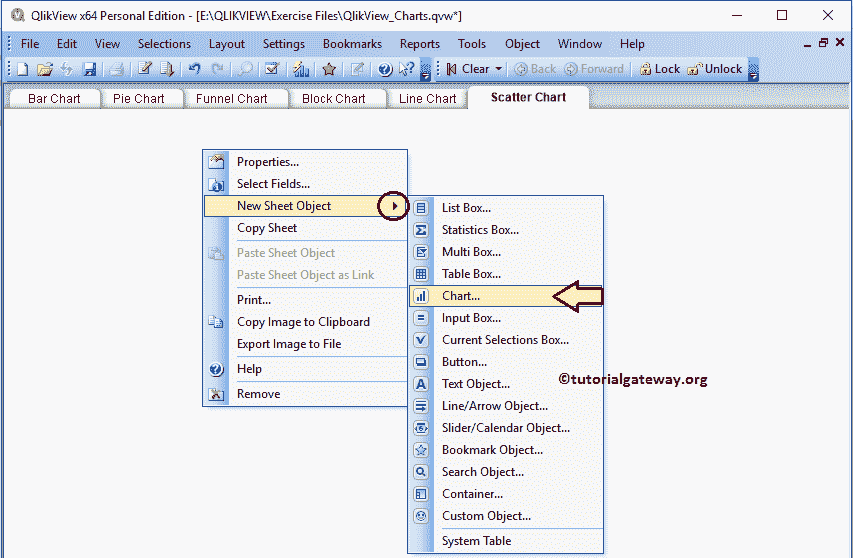 QlikView x64 Personal Edition - [E:\QLIKVIEW\Exercise Files\QlikView_Charts.qvw*]
File Edit View Selections Layout Settings Bookmarks Reports Tools Object Window Help
Clear Back Forward Lock Unlock
Bar Chart Pie Chart Funnel Chart Block Chart Line Chart Scatter Chart
Properties...
Select Fields...
New Sheet Object
Copy Sheet
Paste Sheet Object
Paste Sheet Object as Link
Print...
Copy Image to Clipboard
Export Image to File
Help
Remove
List Box...
Statistics Box...
Multi Box...
Table Box...
Chart...
Input Box...
Current Selections Box...
Button...
Text Object...
Line/Arrow Object...
Slider/Calendar Object...
Bookmark Object...
Search Object...
Container...
Custom Object...
System Table
©tutorialgateway.org